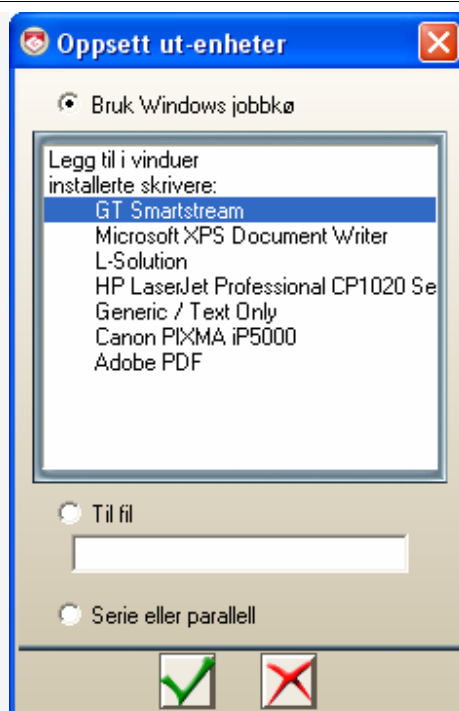 Oppsett ut-enheter
Bruk Windows jobbkø
Legg til i vinduer
installerte skrivere:
GT Smartstream
Microsoft XPS Document Writer
L-Solution
HP LaserJet Professional CP1020 Se
Generic / Text Only
Canon PIXMA iP5000
Adobe PDF
Til fil
Serie eller parallell